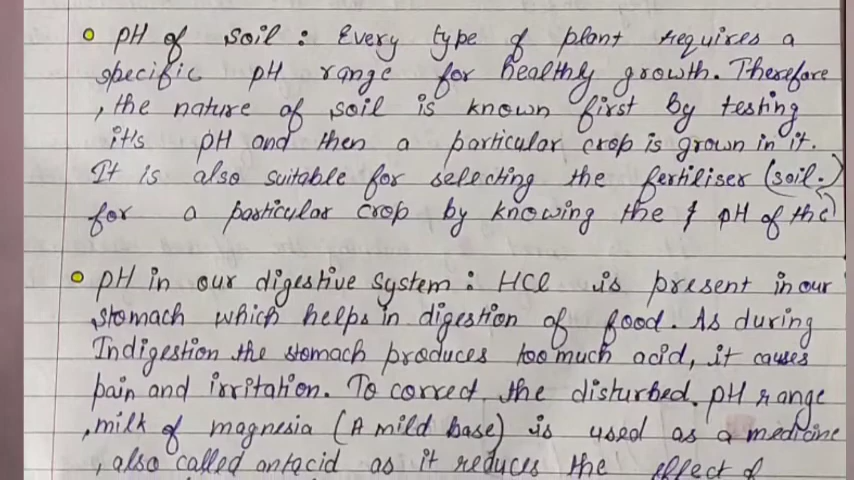 pH of soil : Every type of plant requires a
specific pH range for healthly growth. Therefore
, the nature of soil is known first by testing
itts pH and then a particular crop is grown in it.
It is also suitable for selecting the fertiliser (soil.)
for a particular crop by knowing the pH of the
pH in our digestive system : HCl is present in our
stomach which helps in digestion of food. As during
Indigestion the stomach produces too much acid, it causes
pain and irritation. To correct the disturbed. pH range
, milk of magnesia (A mild base) is used as a medicine
, also called antacid as it reduces the effect of